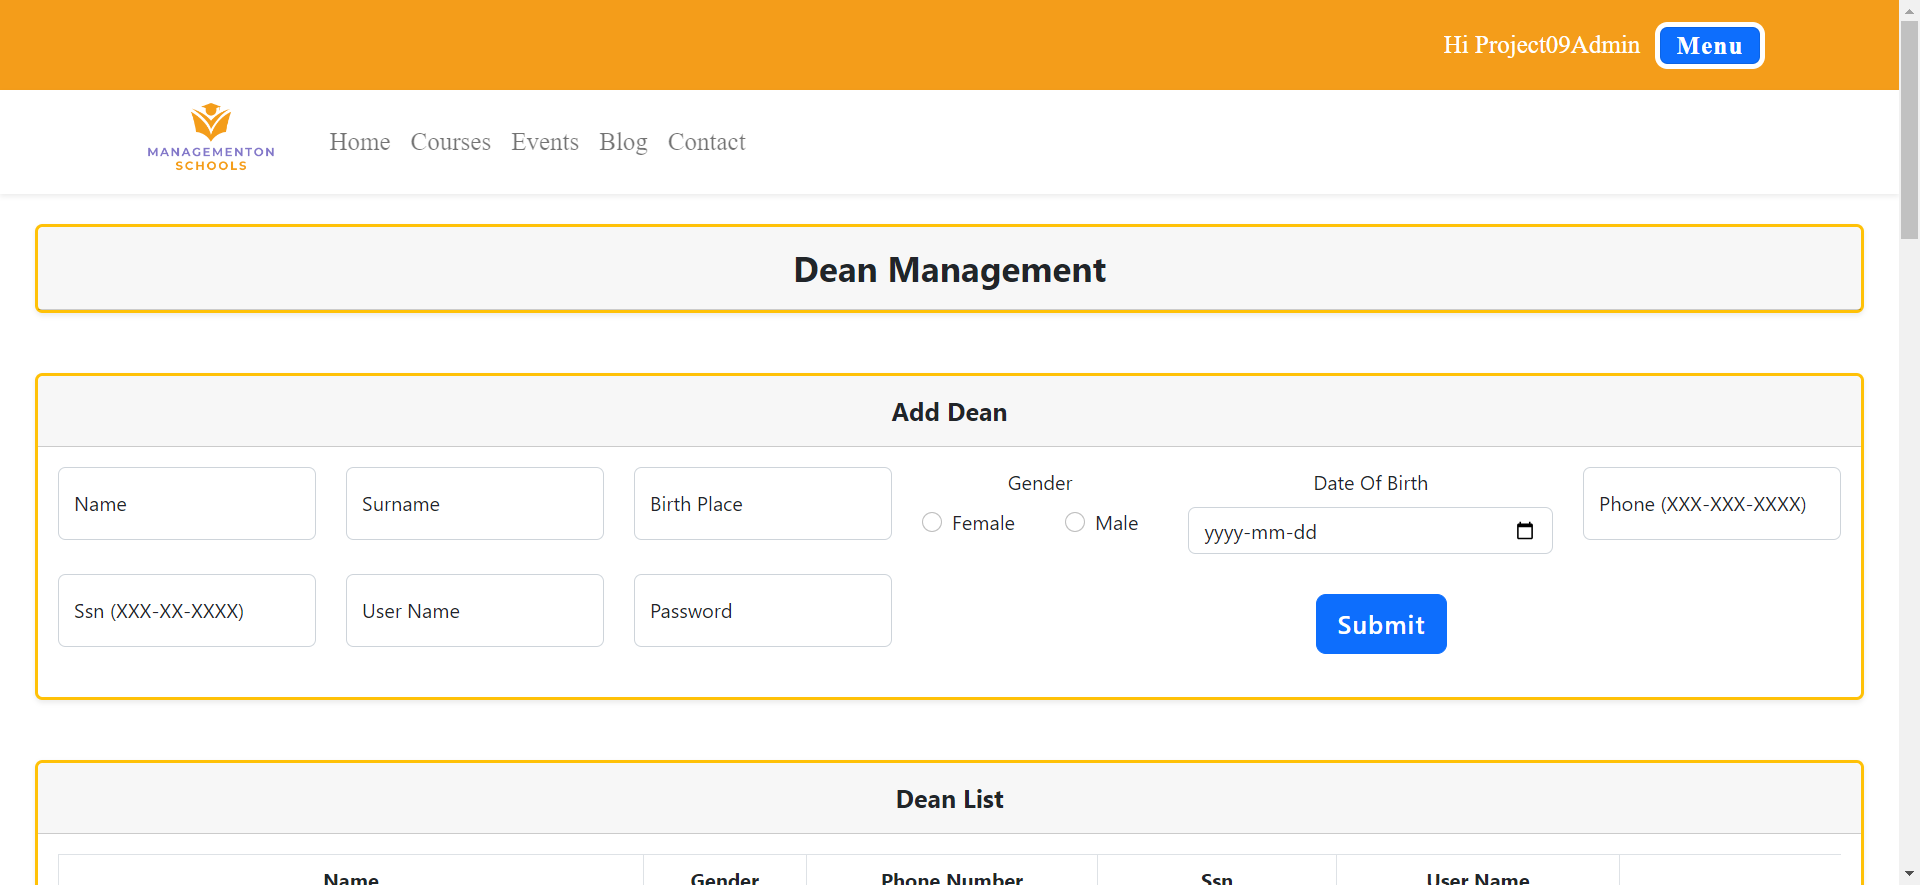 Hi Project09Admin Menu
MANAGEMENTON
SCHOOLS
Home Courses Events Blog Contact
Dean Management
Add Dean
Name Surname Birth Place Gender Female Male Date Of Birth yyyy-mm-dd Phone (XXX-XXX-XXXX)
Ssn (XXX-XX-XXXX) User Name Password Submit
Dean List
Name Gender Phone Number Ssn User Name